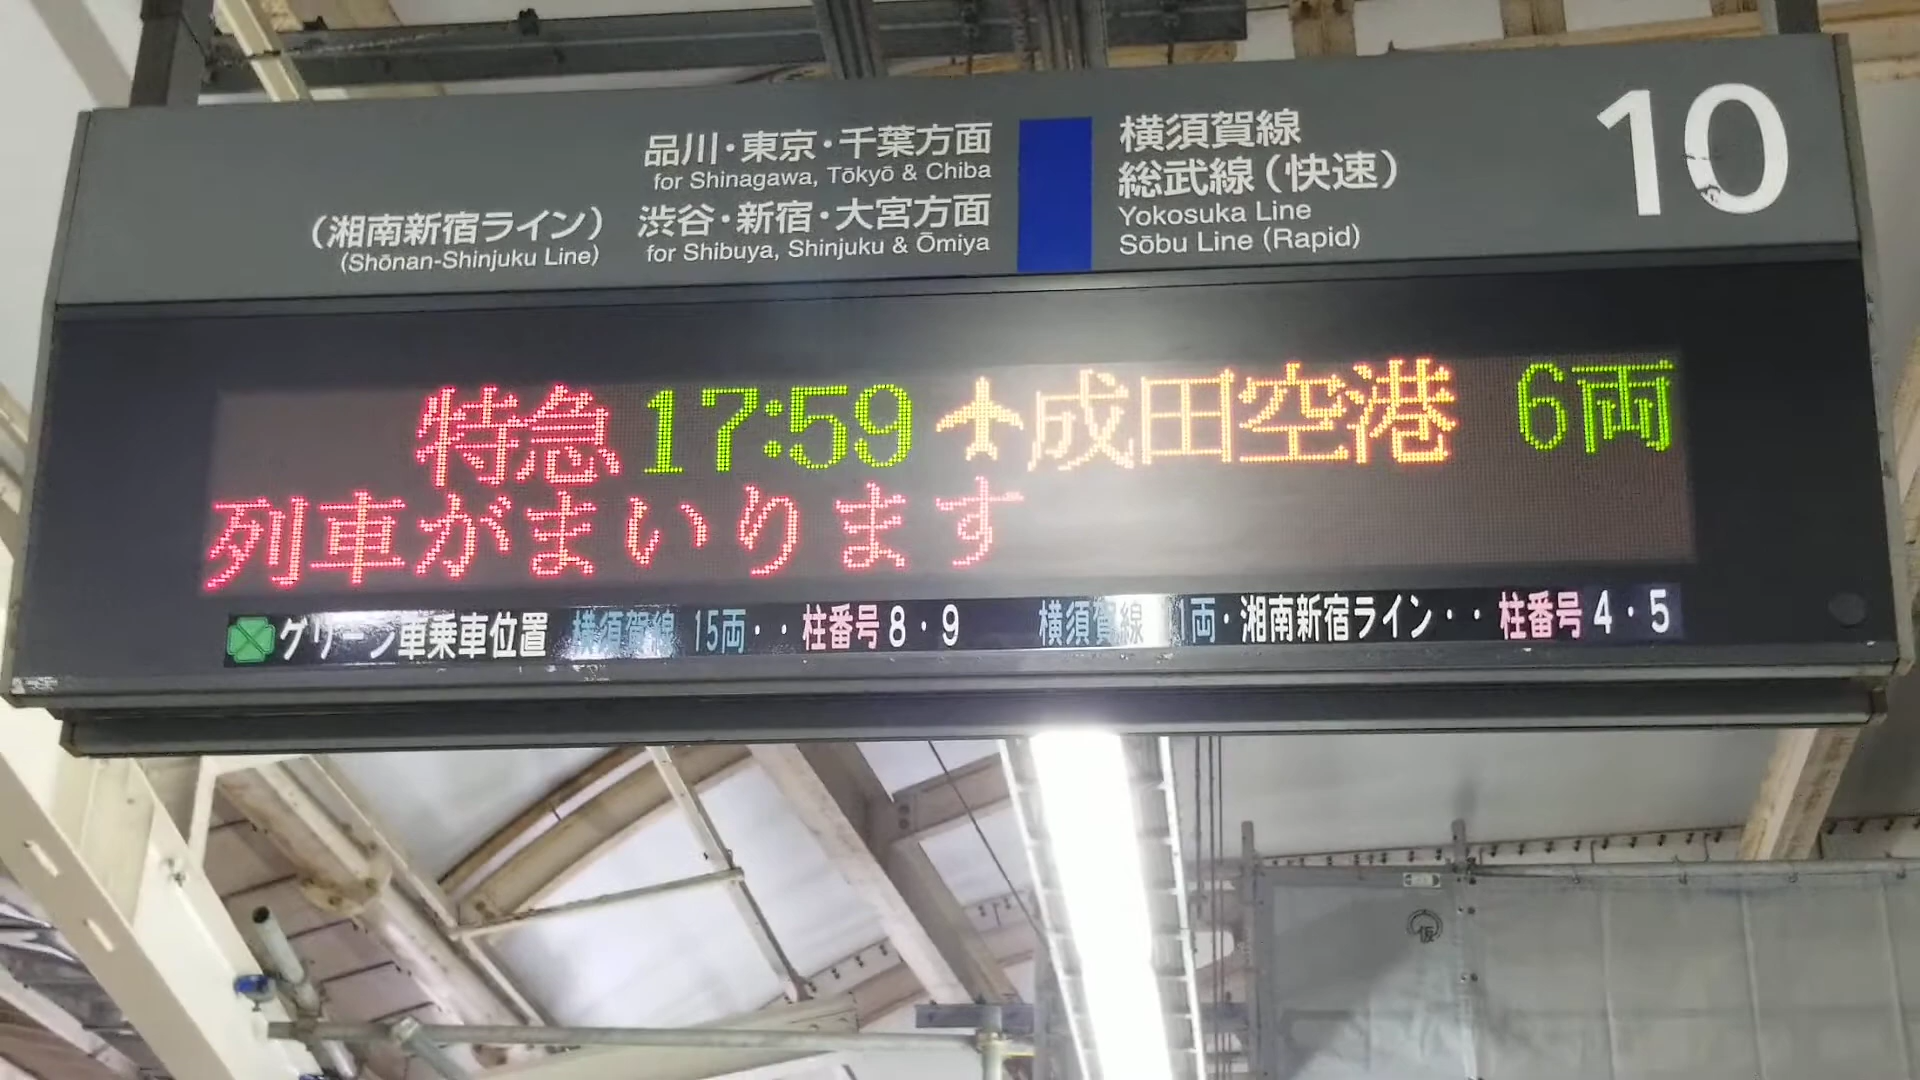 品川・東京・千葉方面
for Shinagawa, Tōkyō & Chiba
(湘南新宿ライン) 渋谷・新宿・大宮方面
(Shōnan-Shinjuku Line) for Shibuya, Shinjuku & Ōmiya
横須賀線
総武線(快速)
Yokosuka Line
Sōbu Line (Rapid)
10
特急 17:59 成田空港 6両
列車がまいります
グリーン車乗車位置 横須賀線 15両・・柱番号8・9 横須賀線 1両・湘南新宿ライン・・柱番号4・5
仮